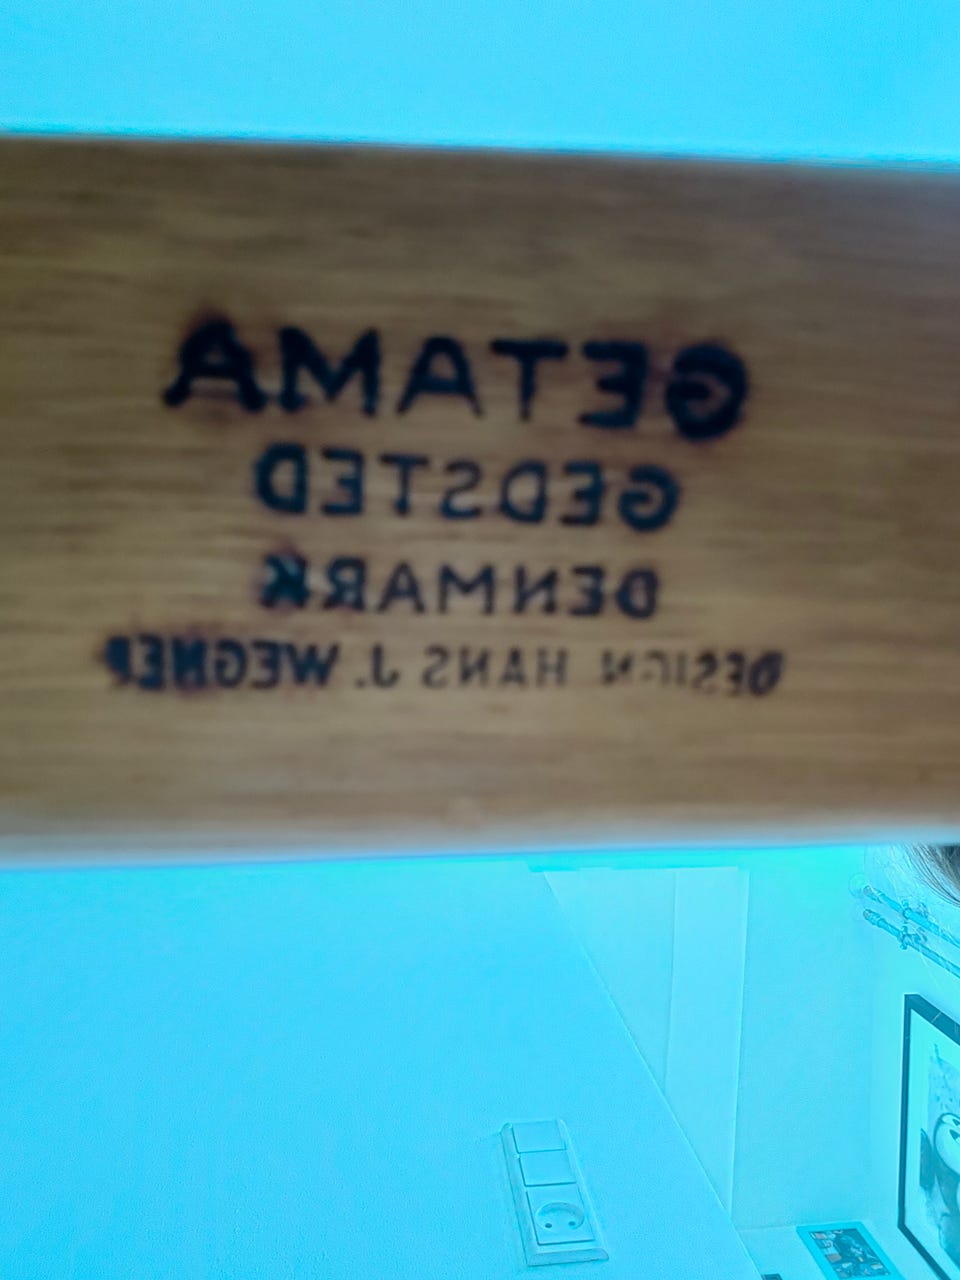 GETAMA
GEDSTED
DENMARK
DESIGN. HANS J. WEGNER